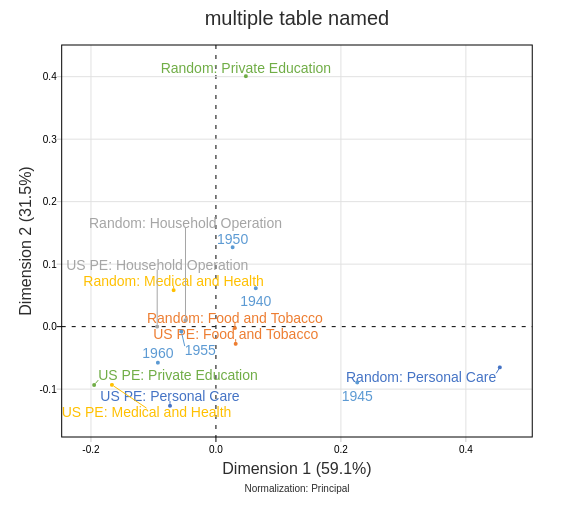 multiple table named
Dimension 2 (31.5%)
0.4
Random: Private Education
0.3
0.2
Random: Household Operation
1950
0.1
US PE: Household Operation
Random: Medical and Health
1940
Random: Food and Tobacco
0.0
US PE: Food and Tobacco
1960
1955
US PE: Private Education
Random: Personal Care
-0.1
US PE: Personal Care
1945
US PE: Medical and Health
-0.2
0.0
0.2
0.4
Dimension 1 (59.1%)
Normalization: Principal